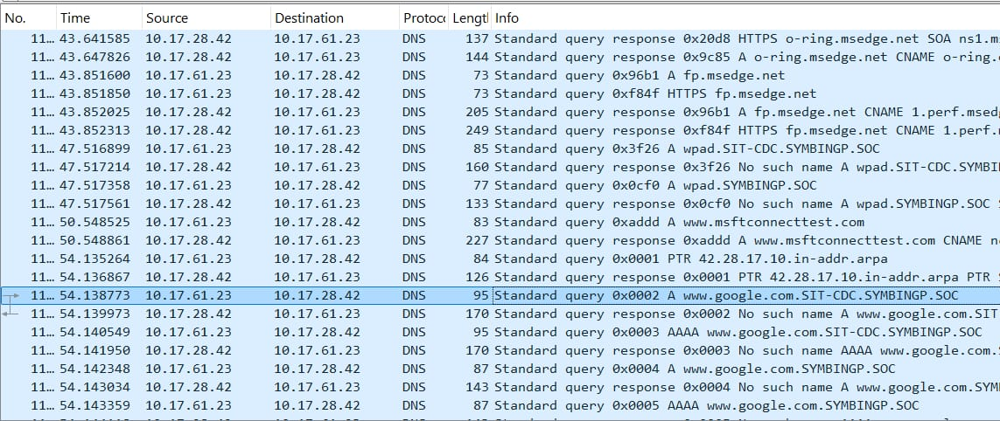 No. Time Source Destination Protoco Length Info
11... 43.641585 10.17.28.42 10.17.61.23 DNS 137 Standard query response 0x20d8 HTTPS o-ring.msedge.net SOA ns1.ms
11... 43.647826 10.17.28.42 10.17.61.23 DNS 144 Standard query response 0x9c85 A o-ring.msedge.net CNAME o-ring.
11... 43.851600 10.17.61.23 10.17.28.42 DNS 73 Standard query 0x96b1 A fp.msedge.net
11... 43.851850 10.17.61.23 10.17.28.42 DNS 73 Standard query 0xf84f HTTPS fp.msedge.net
11... 43.852025 10.17.28.42 10.17.61.23 DNS 205 Standard query response 0x96b1 A fp.msedge.net CNAME 1.perf.msed
11... 43.852313 10.17.28.42 10.17.61.23 DNS 249 Standard query response 0xf84f HTTPS fp.msedge.net CNAME 1.perf.
11... 47.516899 10.17.61.23 10.17.28.42 DNS 85 Standard query 0x3f26 A wpad.SIT-CDC.SYMBINGP.SOC
11... 47.517214 10.17.28.42 10.17.61.23 DNS 160 Standard query response 0x3f26 No such name A wpad.SIT-CDC.SYMBI
11... 47.517358 10.17.61.23 10.17.28.42 DNS 77 Standard query 0x0cf0 A wpad.SYMBINGP.SOC
11... 47.517561 10.17.28.42 10.17.61.23 DNS 133 Standard query response 0x0cf0 No such name A wpad.SYMBINGP.SOC
11... 50.548525 10.17.61.23 10.17.28.42 DNS 83 Standard query 0xaddd A www.msftconnecttest.com
11... 50.548861 10.17.28.42 10.17.61.23 DNS 227 Standard query response 0xaddd A www.msftconnecttest.com CNAME
11... 54.135264 10.17.61.23 10.17.28.42 DNS 84 Standard query 0x0001 PTR 42.28.17.10.in-addr.arpa
11... 54.136867 10.17.28.42 10.17.61.23 DNS 126 Standard query response 0x0001 PTR 42.28.17.10.in-addr.arpa PTR
11... 54.138773 10.17.61.23 10.17.28.42 DNS 95 Standard query 0x0002 A www.google.com.SIT-CDC.SYMBINGP.SOC
11... 54.139973 10.17.28.42 10.17.61.23 DNS 170 Standard query response 0x0002 No such name A www.google.com.SIT
11... 54.140549 10.17.61.23 10.17.28.42 DNS 95 Standard query 0x0003 AAAA www.google.com.SIT-CDC.SYMBINGP.SOC
11... 54.141950 10.17.28.42 10.17.61.23 DNS 170 Standard query response 0x0003 No such name AAAA www.google.com.
11... 54.142348 10.17.61.23 10.17.28.42 DNS 87 Standard query 0x0004 A www.google.com.SYMBINGP.SOC
11... 54.143034 10.17.28.42 10.17.61.23 DNS 143 Standard query response 0x0004 No such name A www.google.com.SYM
11... 54.143359 10.17.61.23 10.17.28.42 DNS 87 Standard query 0x0005 AAAA www.google.com.SYMBINGP.SOC